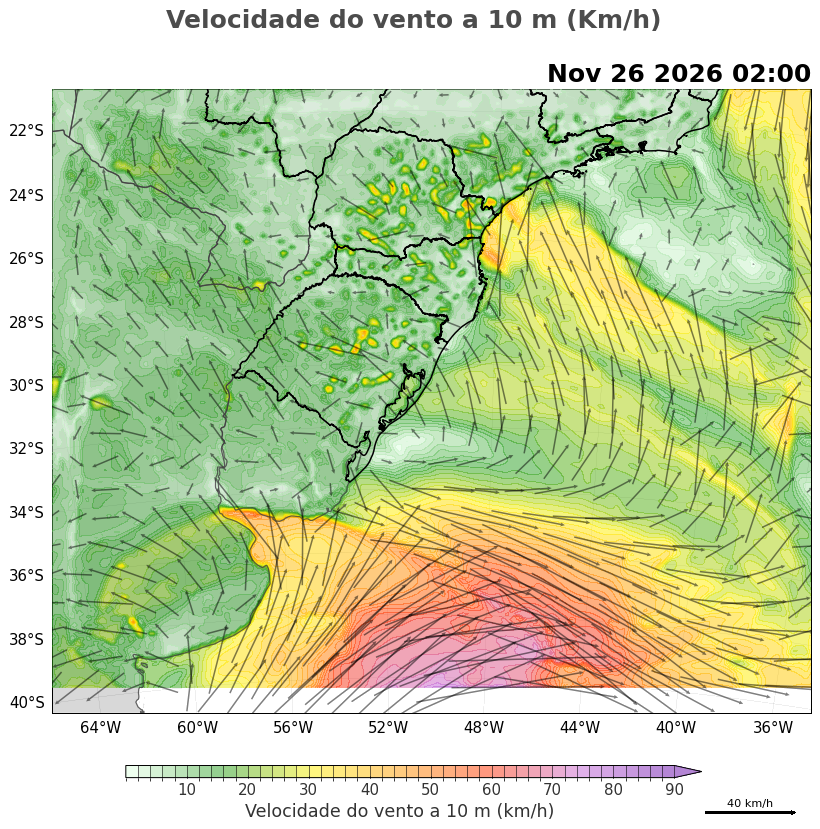 Velocidade do vento a 10 m (Km/h)
Nov 26 2026 02:00
22°S
24°S
26°S
28°S
30°S
32°S
34°S
36°S
38°S
40°S
64°W 60°W 56°W 52°W 48°W 44°W 40°W 36°W
10 20 30 40 50 60 70 80 90
Velocidade do vento a 10 m (km/h)
40 km/h